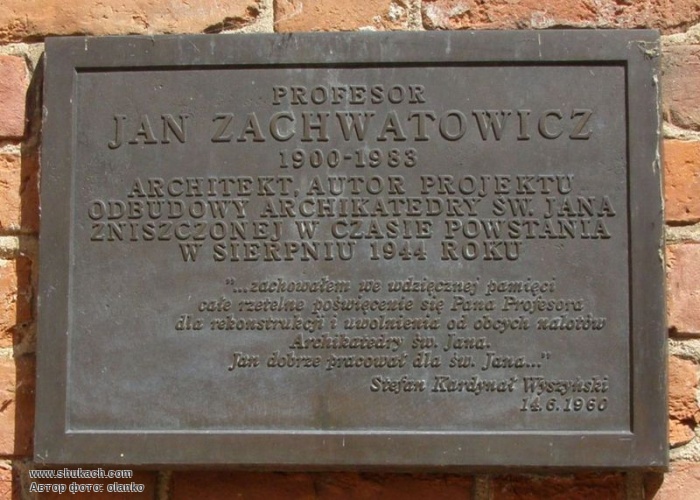 PROFESOR
JAN ZACHWATOWICZ
1900-1983
ARCHITEKT, AUTOR PROJEKTU
ODBUDOWY ARCHIKATEDRY ŚW. JANA
ZNISZCZONEJ W CZASIE POWSTANIA
W SIERPNIU 1944 ROKU
"...zachowałem we wdzięcznej pamięci
całe rzetelne poświęcenie się Pana Profesora
dla rekonstrukcji i uwolnienia od obcych nalotów
Archikatedry św. Jana.
Jan dobrze pracował dla św. Jana..."
Stefan Kardynał Wyszyński
14.6.1960
www.shukach.com
Автор фото: olanko